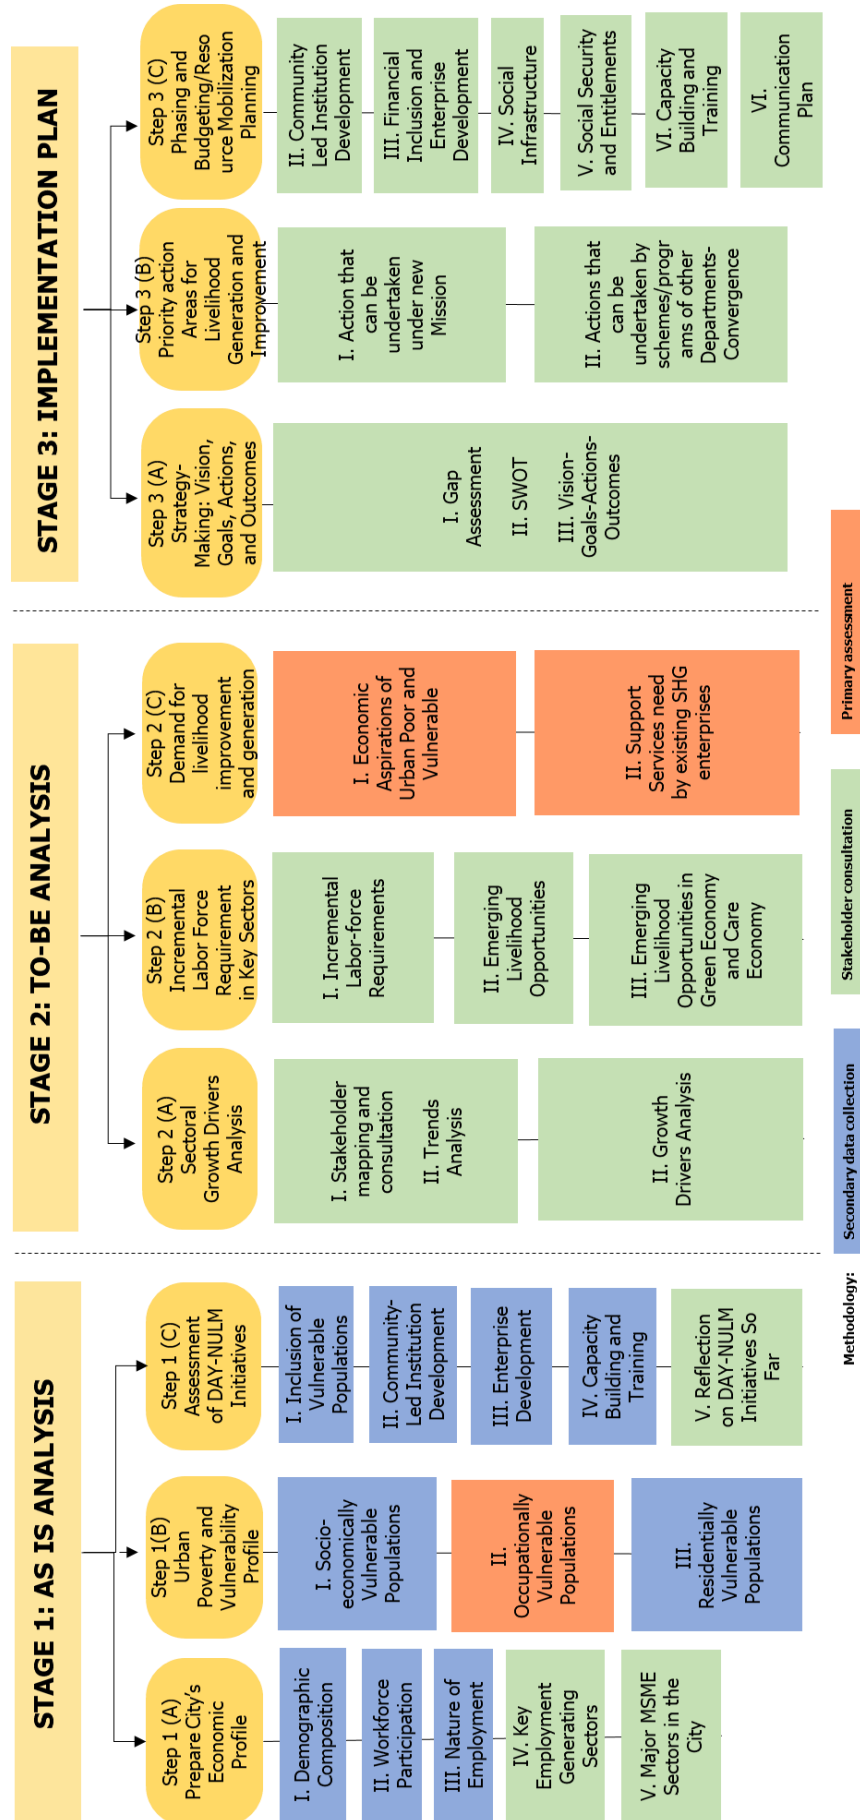 STAGE 1: AS IS ANALYSIS
Step 1 (A)
Prepare City's
Economic
Profile
I. Demographic
Composition
II. Workforce
Participation
III. Nature of
Employment
IV. Key
Employment
Generating
Sectors
V. Major MSME
Sectors in the
City
Step 1(B)
Urban
Poverty and
Vulnerability
Profile
I. Socio-
economically
Vulnerable
Populations
II.
Occupationally
Vulnerable
Populations
III.
Residentially
Vulnerable
Populations
Step 1 (C)
Assessment
of DAY-NULM
Initiatives
I. Inclusion of
Vulnerable
Populations
II. Community-
Led Institution
Development
III. Enterprise
Development
IV. Capacity
Building and
Training
V. Reflection
on DAY-NULM
Initiatives So
Far
STAGE 2: TO-BE ANALYSIS
Step 2 (A)
Sectoral
Growth Drivers
Analysis
I. Stakeholder
mapping and
consultation
II. Trends
Analysis
II. Growth
Drivers Analysis
Step 2 (B)
Incremental
Labor Force
Requirement
in Key Sectors
I. Incremental
Labor-force
Requirements
II. Emerging
Livelihood
Opportunities
III. Emerging
Livelihood
Opportunities in
Green Economy
and Care
Economy
Step 2 (C)
Demand for
livelihood
improvement
and generation
I. Economic
Aspirations of
Urban Poor and
Vulnerable
II. Support
Services need
by existing SHG
enterprises
STAGE 3: IMPLEMENTATION PLAN
Step 3 (A)
Strategy-
Making: Vision,
Goals, Actions,
and Outcomes
I. Gap
Assessment
II. SWOT
III. Vision-
Goals-Actions-
Outcomes
Step 3 (B)
Priority action
Areas for
Livelihood
Generation and
Improvement
I. Action that
can be
undertaken
under new
Mission
II. Actions that
can be
undertaken by
schemes/progr
ams of other
Departments-
Convergence
Step 3 (C)
Phasing and
Budgeting/Reso
urce Mobilization
Planning
II. Community
Led Institution
Development
III. Financial
Inclusion and
Enterprise
Development
IV. Social
Infrastructure
V. Social Security
and Entitlements
VI. Capacity
Building and
Training
VI.
Communication
Plan
Methodology:
Secondary data collection
Stakeholder consultation
Primary assessment